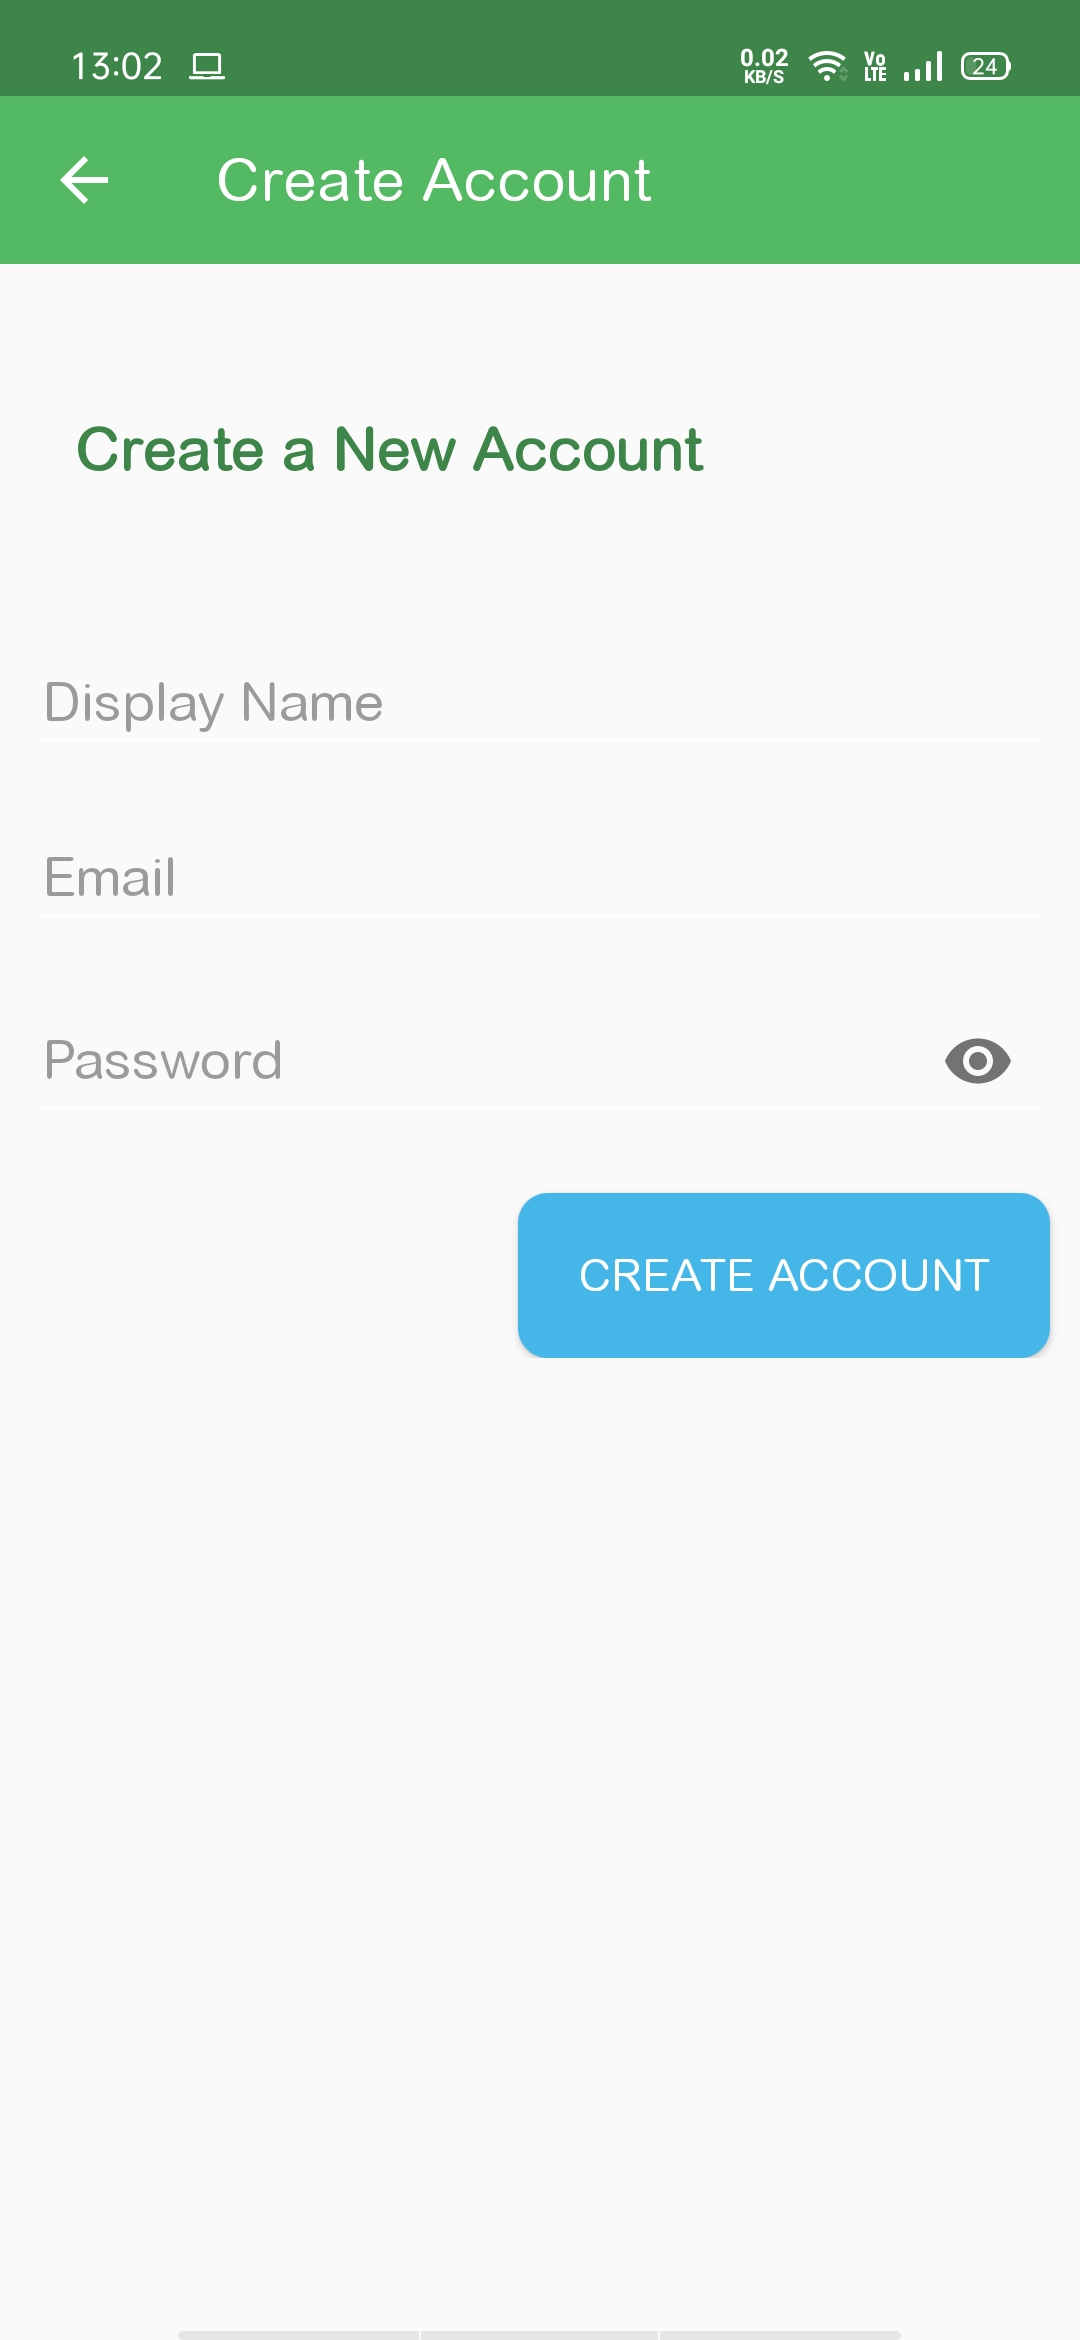 13:02
0.02
KB/S
Vo
LTE
24
Create Account
Create a New Account
Display Name
Email
Password
CREATE ACCOUNT